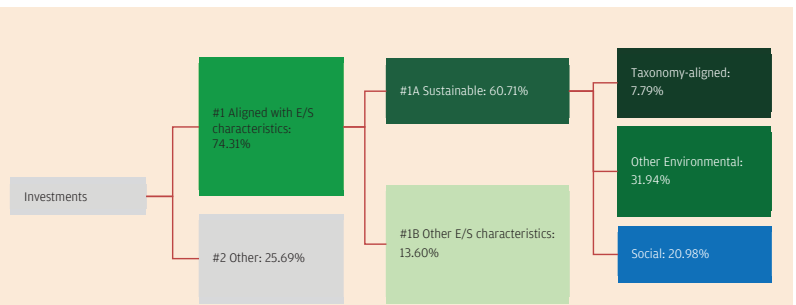 Investments
#1 Aligned with E/S
characteristics:
74.31%
#2 Other: 25.69%
#1A Sustainable: 60.71%
#1B Other E/S characteristics:
13.60%
Taxonomy-aligned:
7.79%
Other Environmental:
31.94%
Social: 20.98%